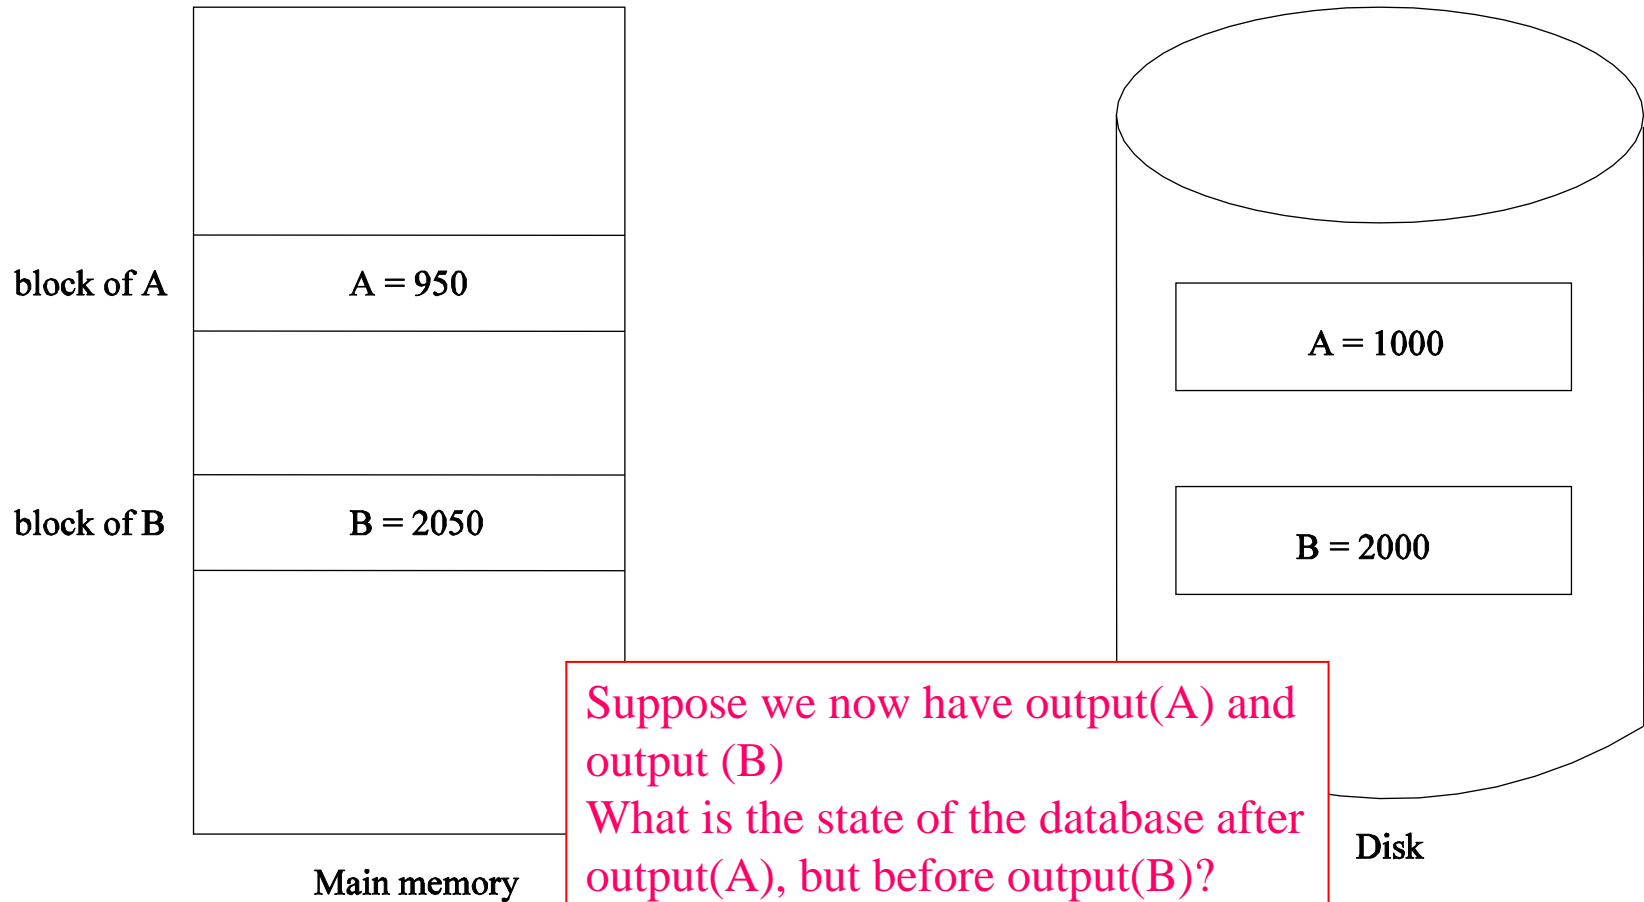 block of A
A = 950
A = 1000
block of B
B = 2050
B = 2000
Suppose we now have output(A) and
output (B)
What is the state of the database after
output(A), but before output(B)?
Main memory
Disk